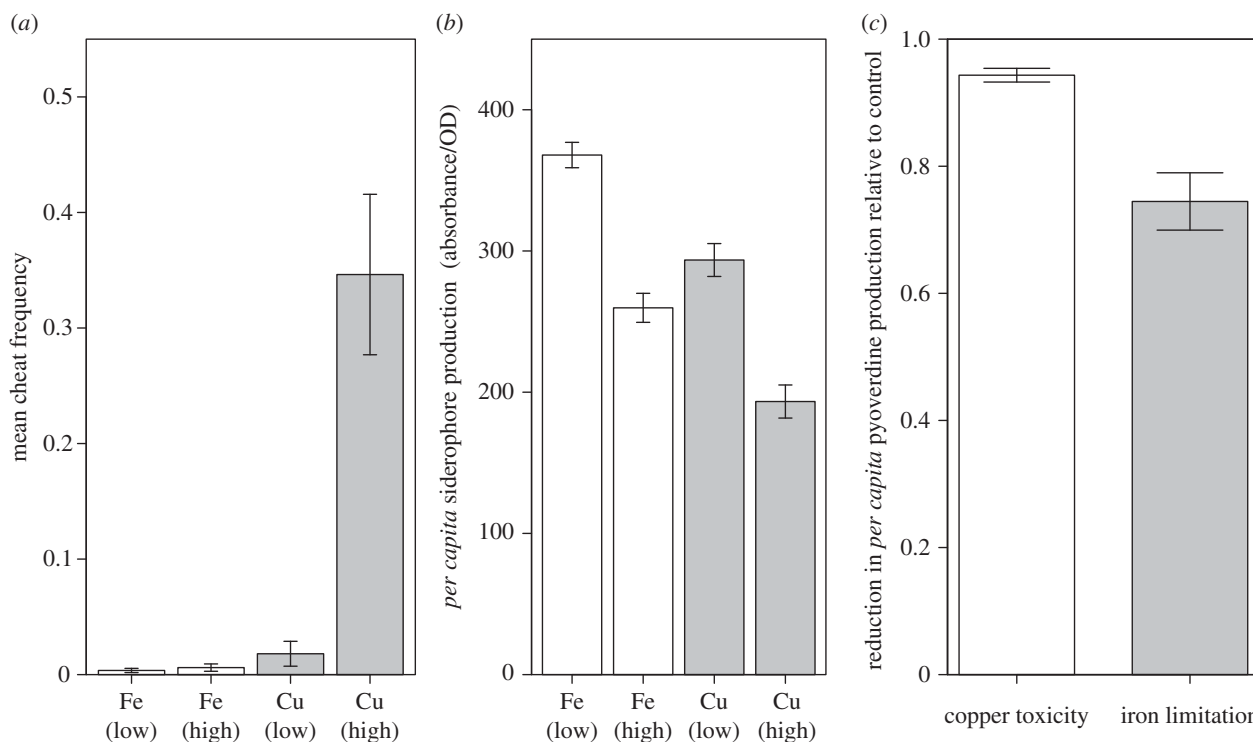 (a)
mean cheat frequency
0.5
0.4
0.3
0.2
0.1
0
Fe
(low)
Fe
(high)
Cu
(low)
Cu
(high)
(b)
per capita siderophore production (absorbance/OD)
400
300
200
100
0
Fe
(low)
Fe
(high)
Cu
(low)
Cu
(high)
(c)
reduction in per capita pyoverdine production relative to control
1.0
0.8
0.6
0.4
0.2
0
copper toxicity
iron limitation